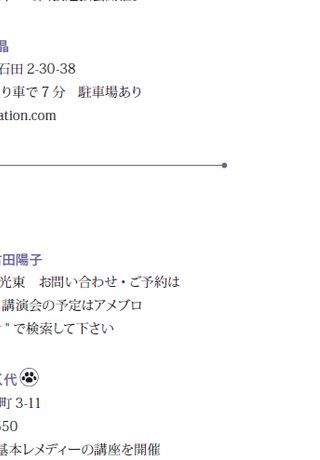 晶
石田 2-30-38
り車で 7 分　駐車場あり
ation.com
田陽子
光東　お問い合わせ・ご予約は
講演会の予定はアメブロ
" で検索して下さい
代
町 3-11
50
基本レメディーの講座を開催